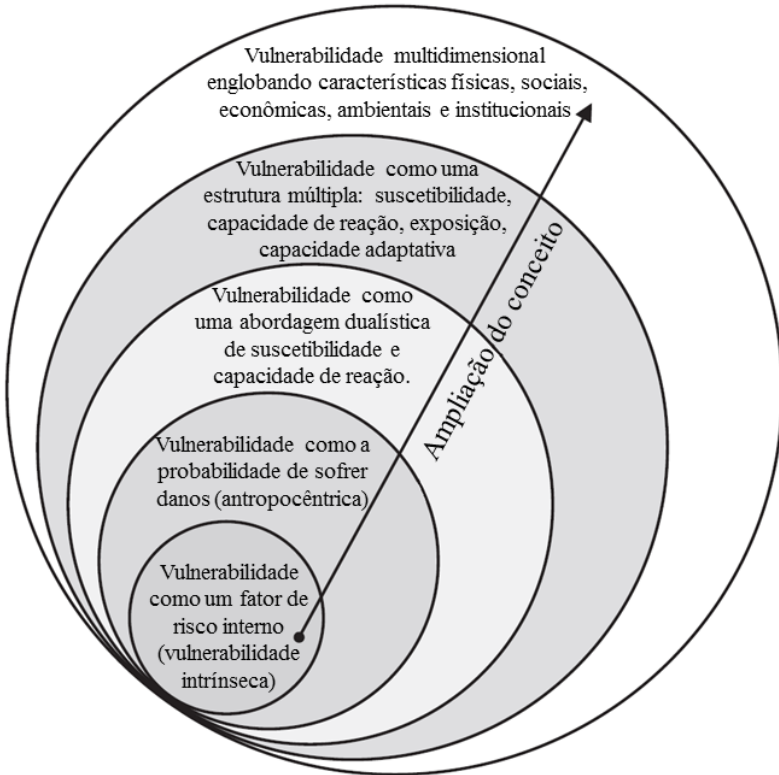 Vulnerabilidade multidimensional
englobando características físicas, sociais,
econômicas, ambientais e institucionais
Vulnerabilidade como uma
estrutura múltipla: suscetibilidade,
capacidade de reação, exposição,
capacidade adaptativa
Vulnerabilidade como
uma abordagem dualística
de suscetibilidade e
capacidade de reação.
Vulnerabilidade como a
probabilidade de sofrer
danos (antropocêntrica)
Vulnerabilidade
como um fator de
risco interno
(vulnerabilidade
intrínseca)
Ampliação do conceito